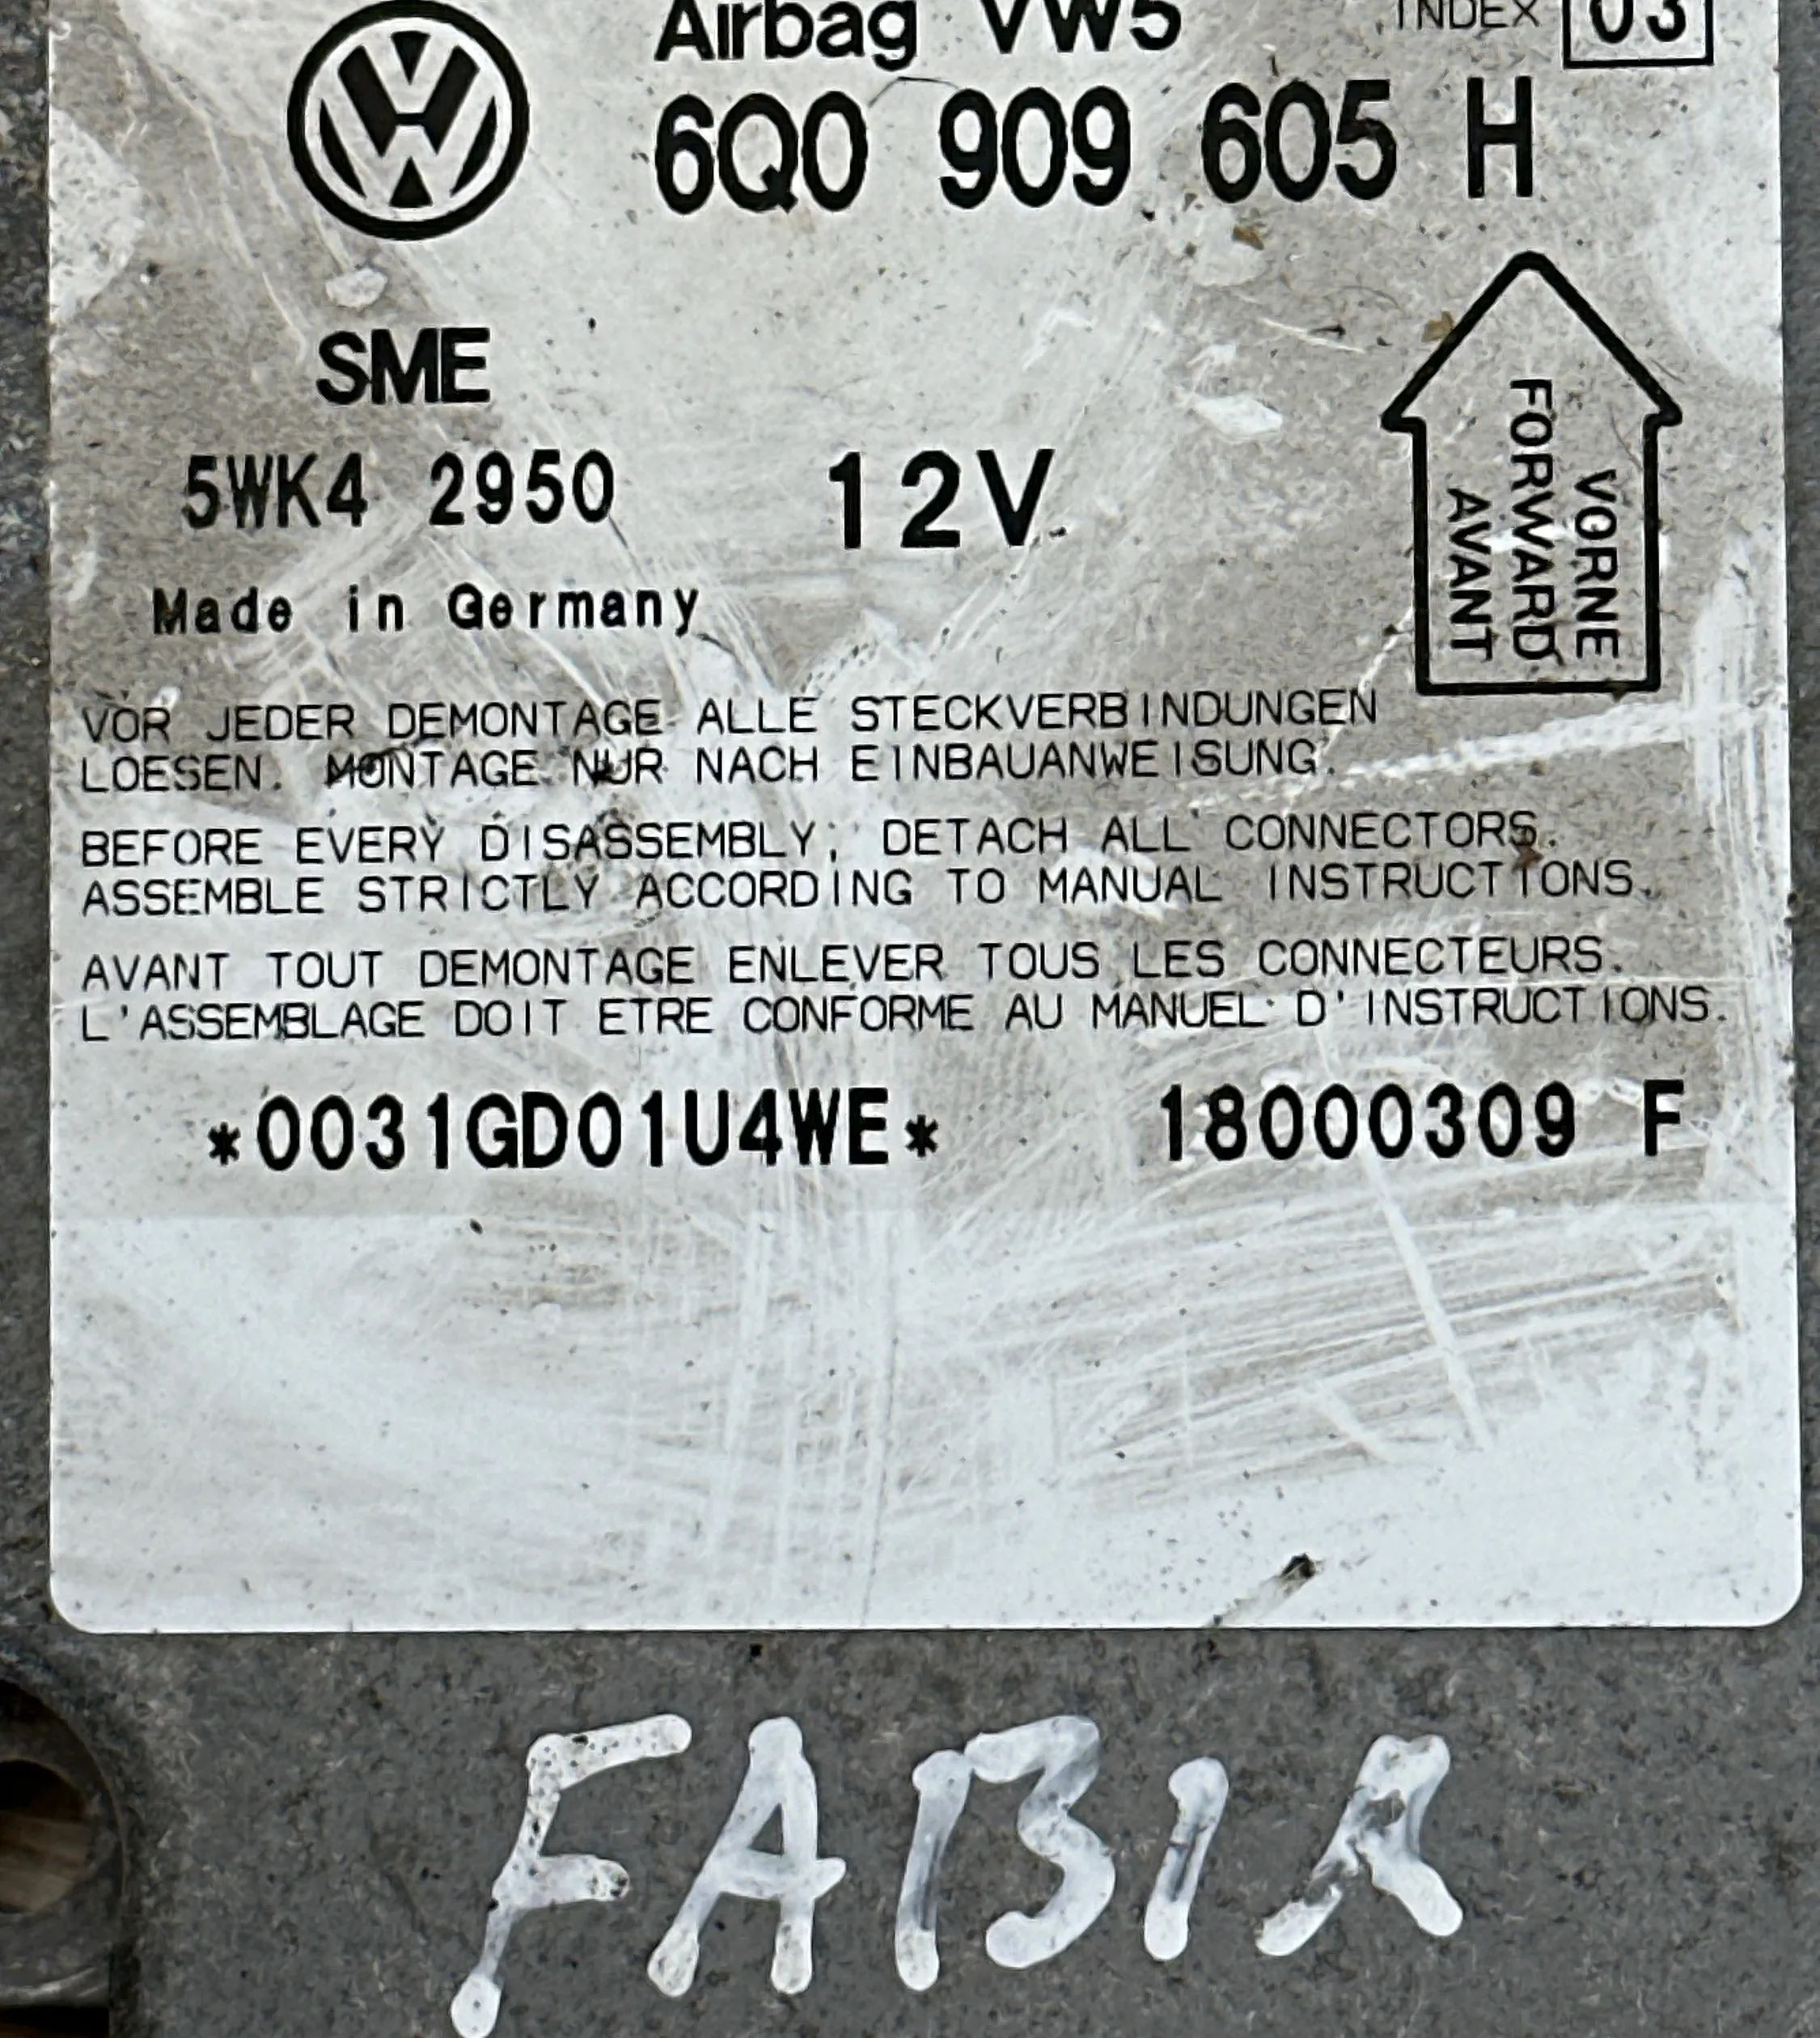 Airbag VW5 INDEX 03
6Q0 909 605 H
SME
5WK4 2950 12V
Made in Germany
VORNE
FORWARD
AVANT
VOR JEDER DEMONTAGE ALLE STECKVERBINDUNGEN
LOESEN. MONTAGE NUR NACH EINBAUANWEISUNG.
BEFORE EVERY DISASSEMBLY, DETACH ALL CONNECTORS.
ASSEMBLE STRICTLY ACCORDING TO MANUAL INSTRUCTIONS.
AVANT TOUT DEMONTAGE ENLEVER TOUS LES CONNECTEURS.
L'ASSEMBLAGE DOIT ETRE CONFORME AU MANUEL D'INSTRUCTIONS.
*0031GD01U4WE* 18000309 F
FABIA